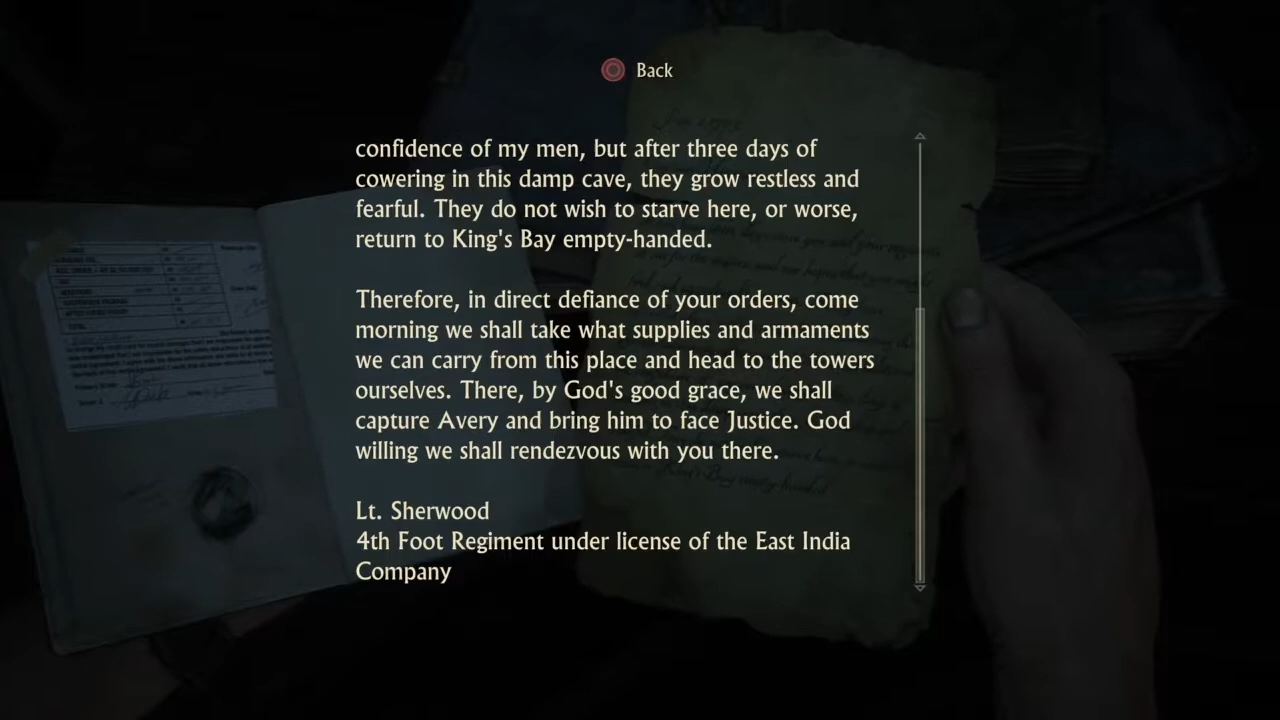 Back
confidence of my men, but after three days of
cowering in this damp cave, they grow restless and
fearful. They do not wish to starve here, or worse,
return to King's Bay empty-handed.
Therefore, in direct defiance of your orders, come
morning we shall take what supplies and armaments
we can carry from this place and head to the towers
ourselves. There, by God's good grace, we shall
capture Avery and bring him to face Justice. God
willing we shall rendezvous with you there.
Lt. Sherwood
4th Foot Regiment under license of the East India
Company